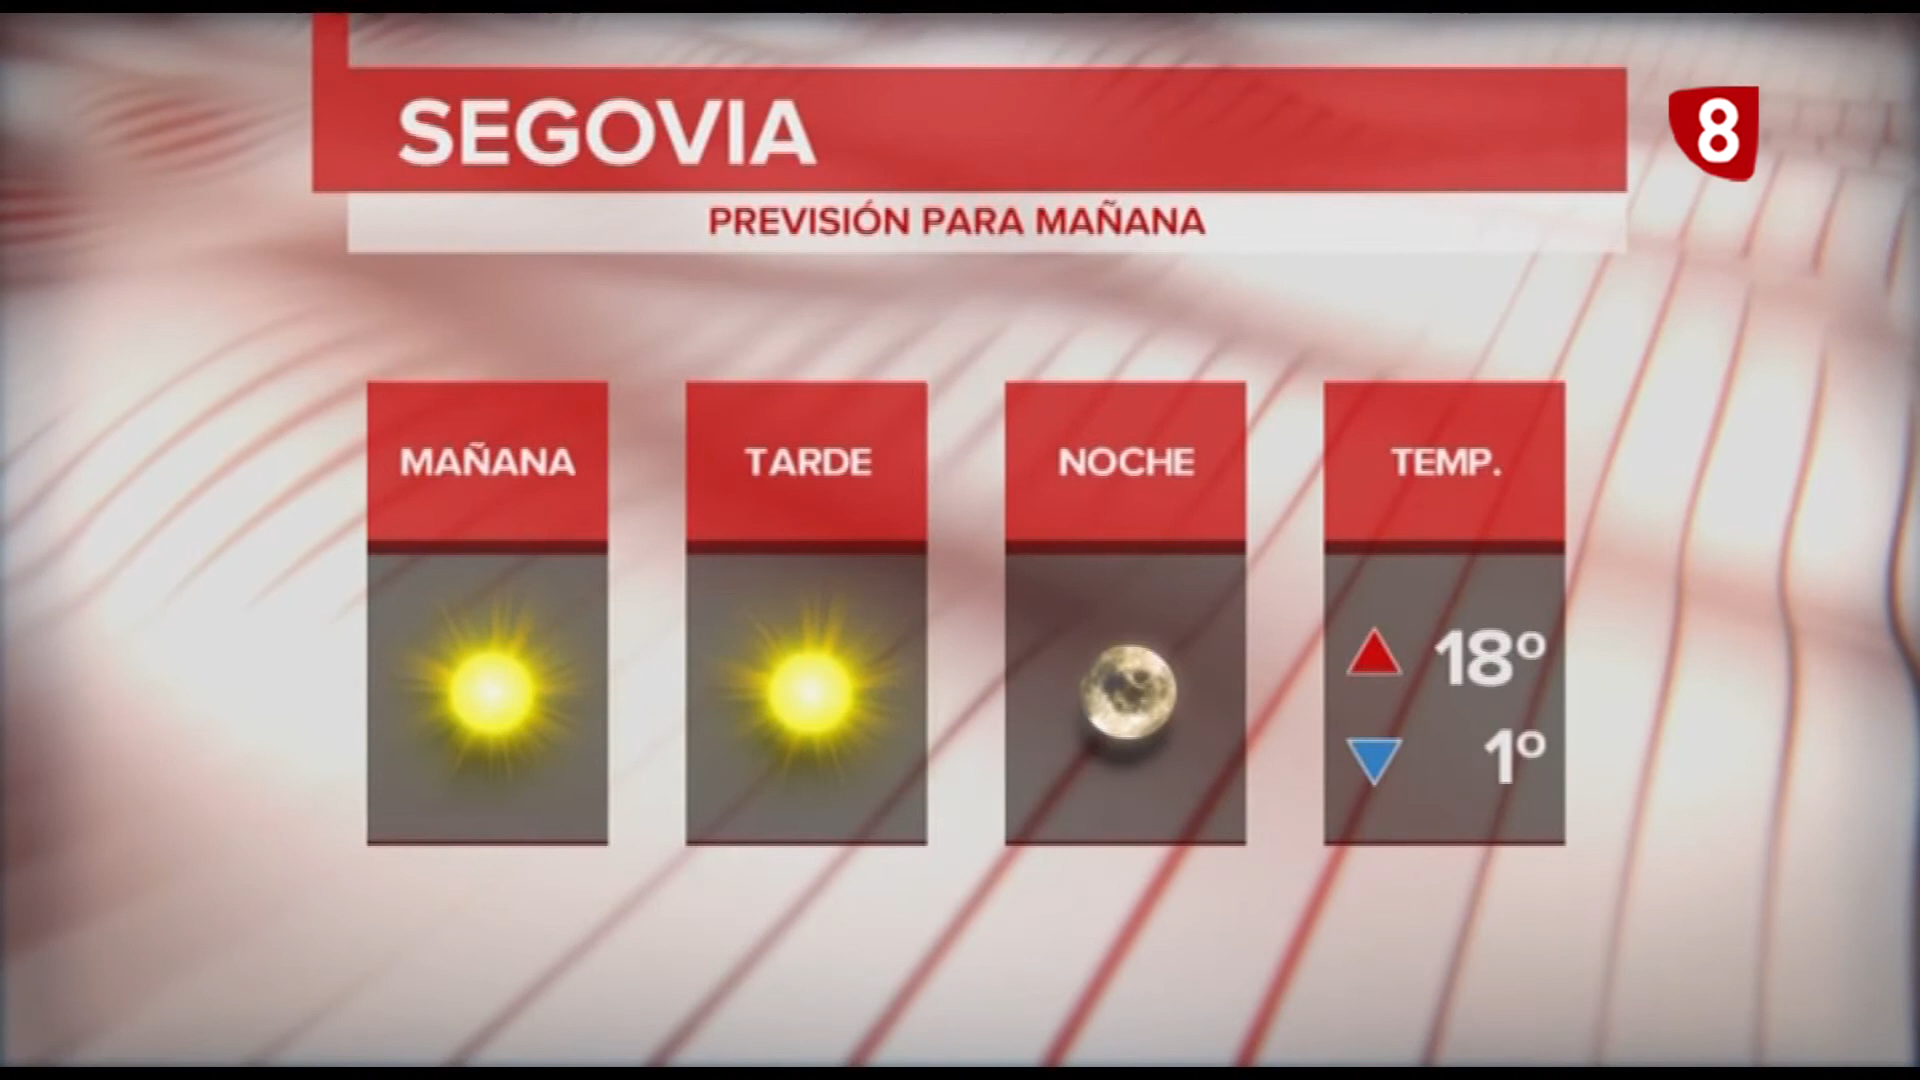 SEGOVIA
8
PREVISIÓN PARA MAÑANA
MAÑANA
TARDE
NOCHE
TEMP.
18º
1º